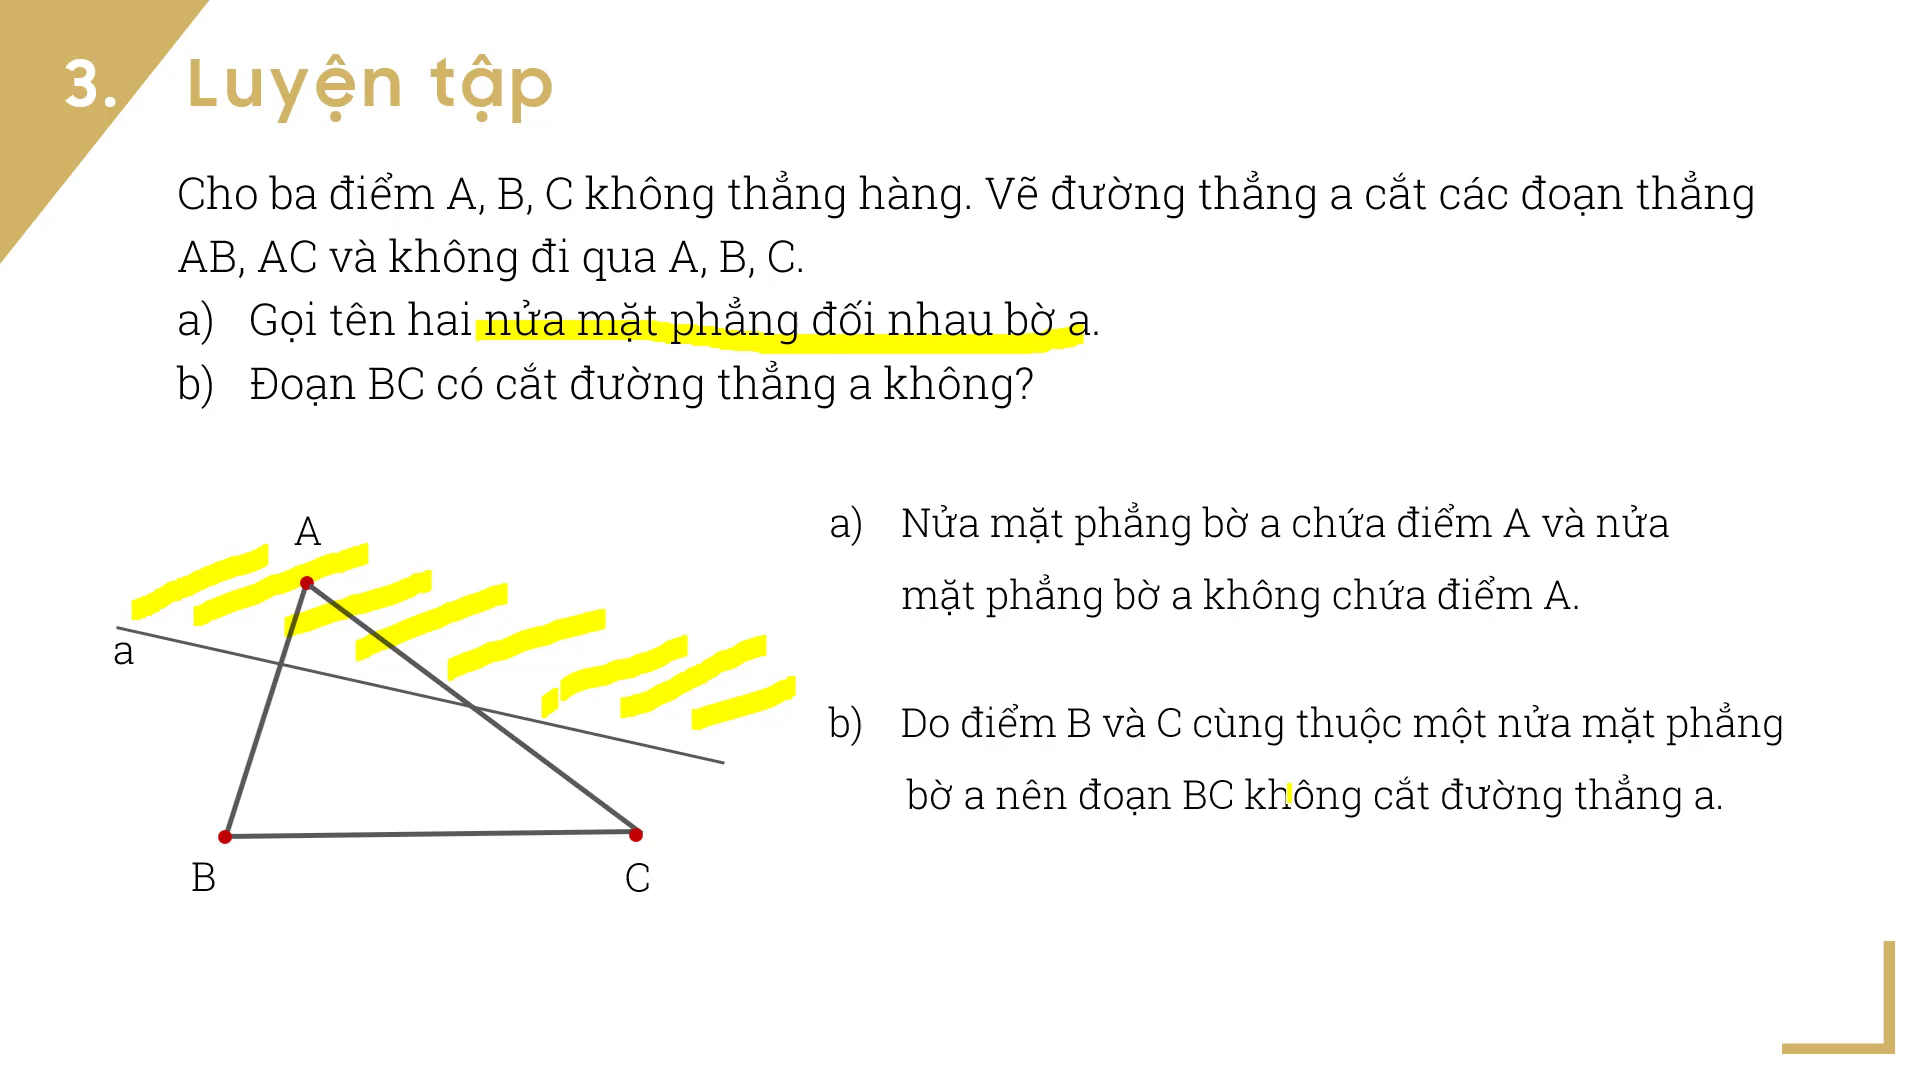 3. Luyện tập
Cho ba điểm A, B, C không thẳng hàng. Vẽ đường thẳng a cắt các đoạn thẳng
AB, AC và không đi qua A, B, C.
a) Gọi tên hai nửa mặt phẳng đối nhau bờ a.
b) Đoạn BC có cắt đường thẳng a không?
A
a
B
C
a) Nửa mặt phẳng bờ a chứa điểm A và nửa
mặt phẳng bờ a không chứa điểm A.
b) Do điểm B và C cùng thuộc một nửa mặt phẳng
bờ a nên đoạn BC không cắt đường thẳng a.